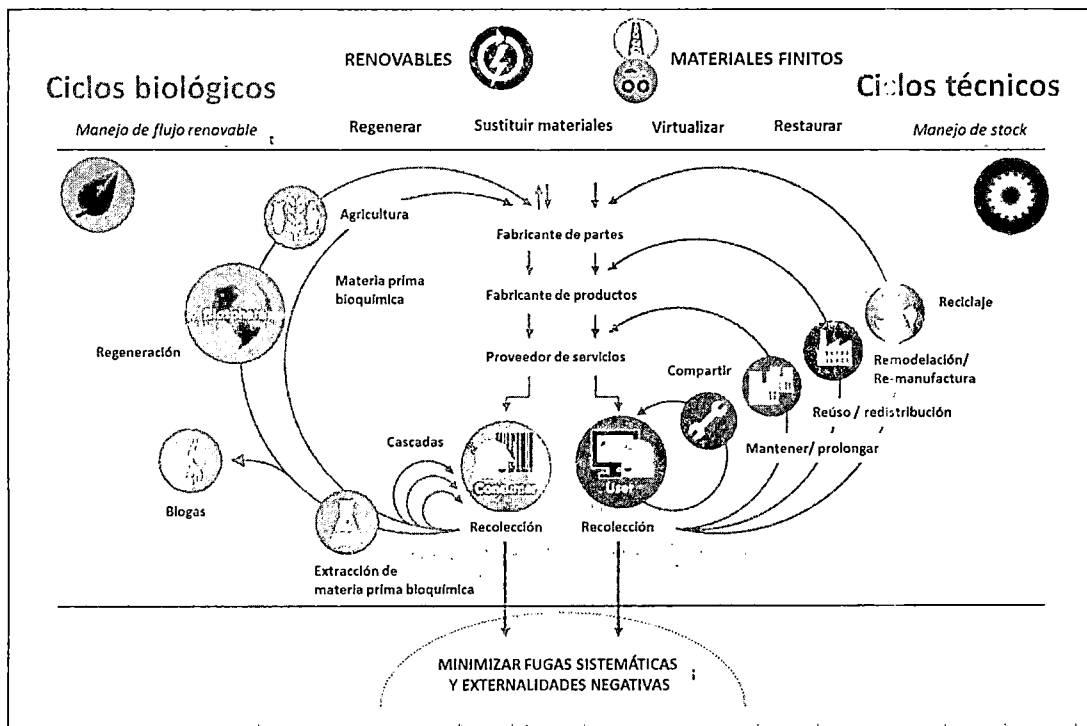 RENOVABLES
MATERIALES FINITOS
Ciclos biológicos
Ciclos técnicos
Manejo de flujo renovable
Regenerar
Sustituir materiales
Virtualizar
Restaurar
Manejo de stock
Agricultura
Fabricante de partes
Materia prima
bioquímica
Fabricante de productos
Reciclaje
Regeneración
Proveedor de servicios
Remodelación/
Re-manufactura
Compartir
Reúso / redistribución
Cascadas
Mantener/ prolongar
Biogas
Recolección
Recolección
Extracción de
materia prima bioquímica
MINIMIZAR FUGAS SISTEMÁTICAS
Y EXTERNALIDADES NEGATIVAS